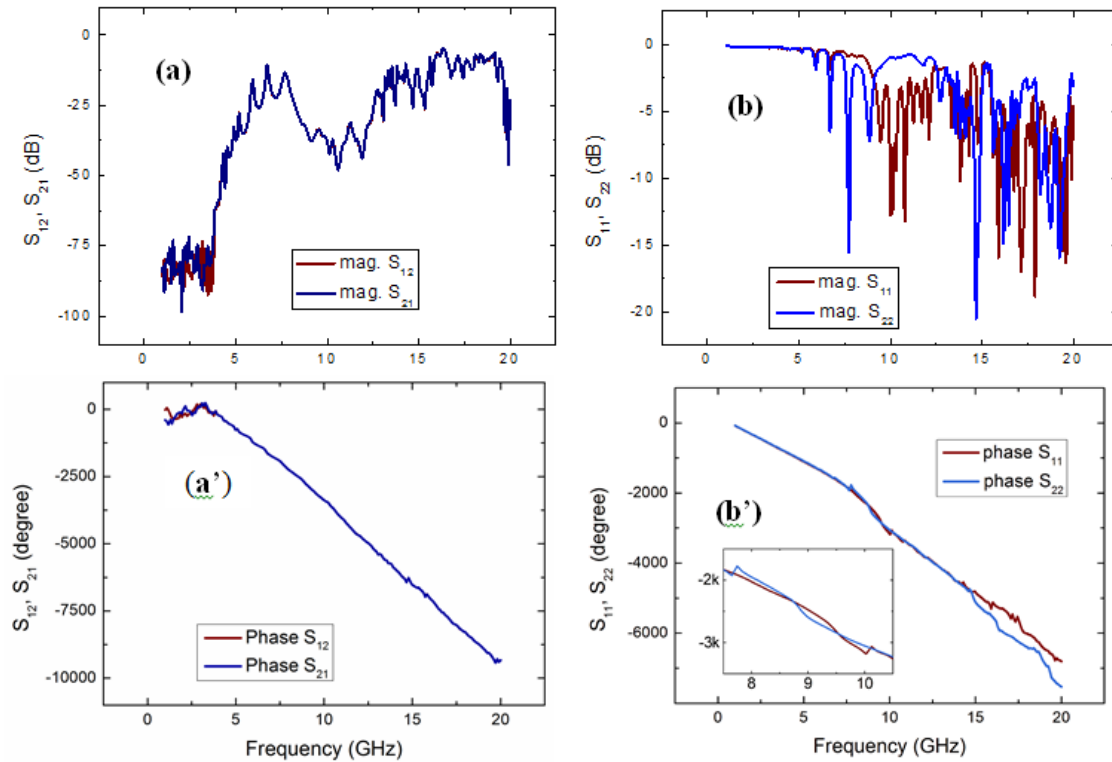 (a)
S12, S21 (dB)
0
-25
-50
-75
-100
0
5
10
15
20
mag. S12
mag. S21
(b)
S11, S22 (dB)
0
-5
-10
-15
-20
0
5
10
15
20
mag. S11
mag. S22
(a')
S12, S21 (degree)
0
-2500
-5000
-7500
-10000
0
5
10
15
20
Phase S12
Phase S21
Frequency (GHz)
(b')
S11, S22 (degree)
0
-2000
-4000
-6000
0
5
10
15
20
phase S11
phase S22
-2k
-3k
8
9
10
Frequency (GHz)